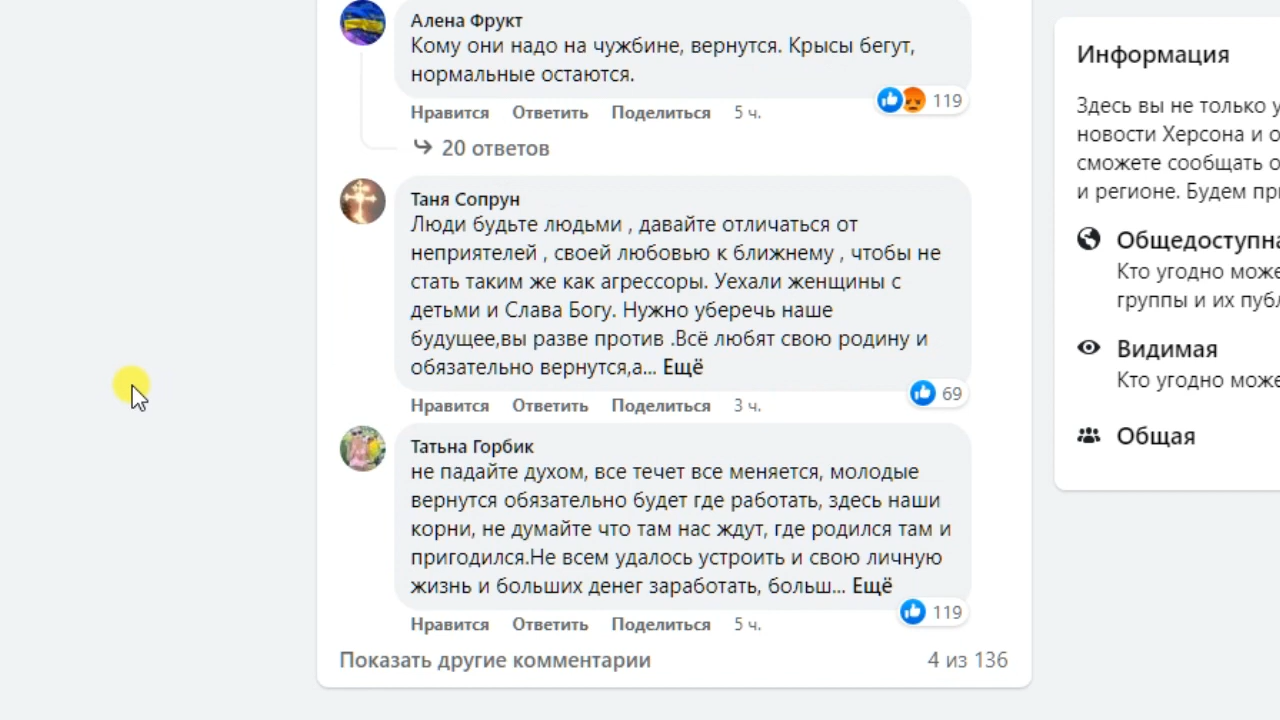 Алена Фрукт
Кому они надо на чужбине, вернутся. Крысы бегут,
нормальные остаются.
119
Нравится Ответить Поделиться 5 ч.
20 ответов
Таня Сопрун
Люди будьте людьми , давайте отличаться от
неприятелей , своей любовью к ближнему , чтобы не
стать таким же как агрессоры. Уехали женщины с
детьми и Слава Богу. Нужно уберечь наше
будущее,вы разве против .Всё любят свою родину и
обязательно вернутся,а... Ещё
69
Нравится Ответить Поделиться 3 ч.
Татьна Горбик
не падайте духом, все течет все меняется, молодые
вернутся обязательно будет где работать, здесь наши
корни, не думайте что там нас ждут, где родился там и
пригодился.Не всем удалось устроить и свою личную
жизнь и больших денег заработать, больш... Ещё
119
Нравится Ответить Поделиться 5 ч.
Показать другие комментарии 4 из 136
Информация
Здесь вы не только у
новости Херсона и о
сможете сообщать о
и регионе. Будем при
Общедоступна
Кто угодно може
группы и их публ
Видимая
Кто угодно може
Общая